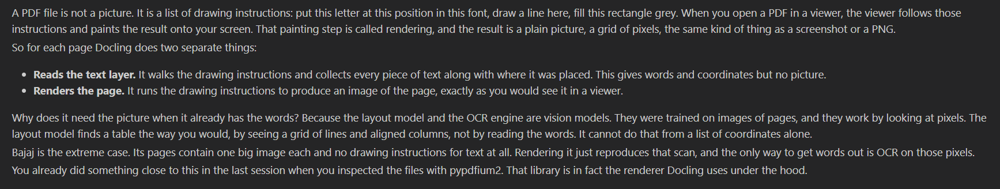 A PDF file is not a picture. It is a list of drawing instructions: put this letter at this position in this font, draw a line here, fill this rectangle grey. When you open a PDF in a viewer, the viewer follows those
instructions and paints the result onto your screen. That painting step is called rendering, and the result is a plain picture, a grid of pixels, the same kind of thing as a screenshot or a PNG.
So for each page Docling does two separate things:
• Reads the text layer. It walks the drawing instructions and collects every piece of text along with where it was placed. This gives words and coordinates but no picture.
• Renders the page. It runs the drawing instructions to produce an image of the page, exactly as you would see it in a viewer.
Why does it need the picture when it already has the words? Because the layout model and the OCR engine are vision models. They were trained on images of pages, and they work by looking at pixels. The
layout model finds a table the way you would, by seeing a grid of lines and aligned columns, not by reading the words. It cannot do that from a list of coordinates alone.
Bajaj is the extreme case. Its pages contain one big image each and no drawing instructions for text at all. Rendering it just reproduces that scan, and the only way to get words out is OCR on those pixels.
You already did something close to this in the last session when you inspected the files with pypdfium2. That library is in fact the renderer Docling uses under the hood.